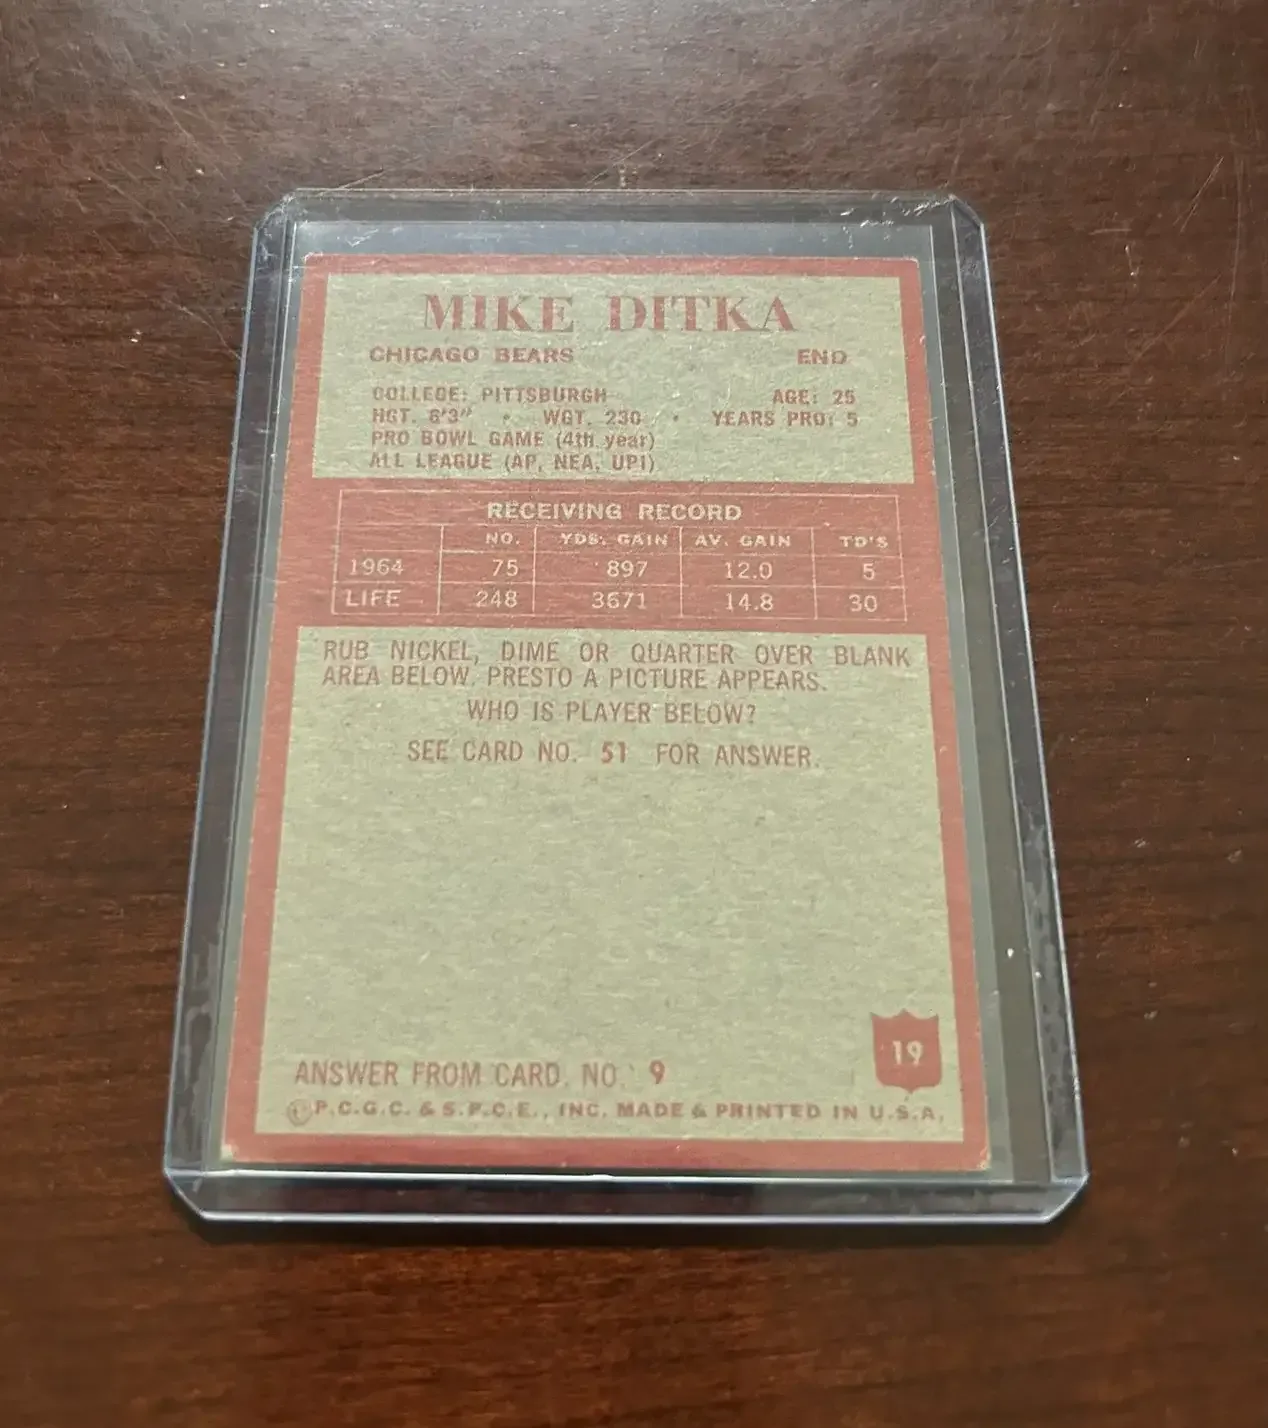 MIKE DITKA
CHICAGO BEARS END
COLLEGE: PITTSBURGH AGE: 25
HGT. 6'3" • WGT. 230 • YEARS PRO: 5
PRO BOWL GAME (4th year)
ALL LEAGUE (AP, NEA, UPI)
RECEIVING RECORD
NO. YDS. GAIN AV. GAIN TD'S
1964 75 897 12.0 5
LIFE 248 3671 14.8 30
RUB NICKEL, DIME OR QUARTER OVER BLANK
AREA BELOW. PRESTO A PICTURE APPEARS.
WHO IS PLAYER BELOW?
SEE CARD NO. 51 FOR ANSWER.
19
ANSWER FROM CARD. NO. 9
©P.C.G.C. & S.P.C.E., INC. MADE & PRINTED IN U.S.A.